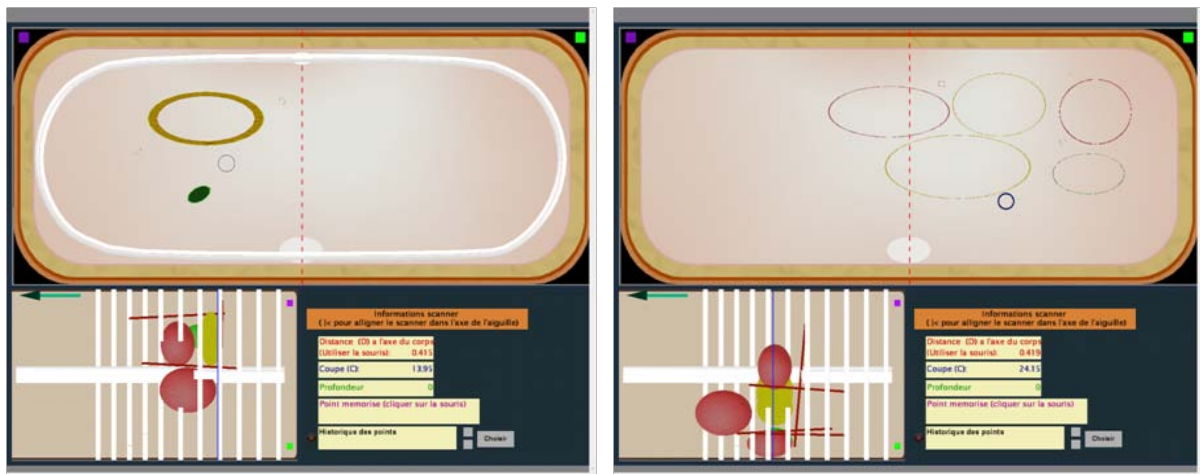 Informations scanner
( )< pour alligner le scanner dans l'axe de l'aiguille)
Distance (D) a l'axe du corps
(Utiliser la souris): 0.415
Coupe (C): 13.95
Profondeur 0
Point memorise (cliquer sur la souris)
Historique des points
Choisir
Informations scanner
( )< pour alligner le scanner dans l'axe de l'aiguille)
Distance (D) a l'axe du corps
(Utiliser la souris): 0.419
Coupe (C): 24.15
Profondeur 0
Point memorise (cliquer sur la souris)
Historique des points
Choisir